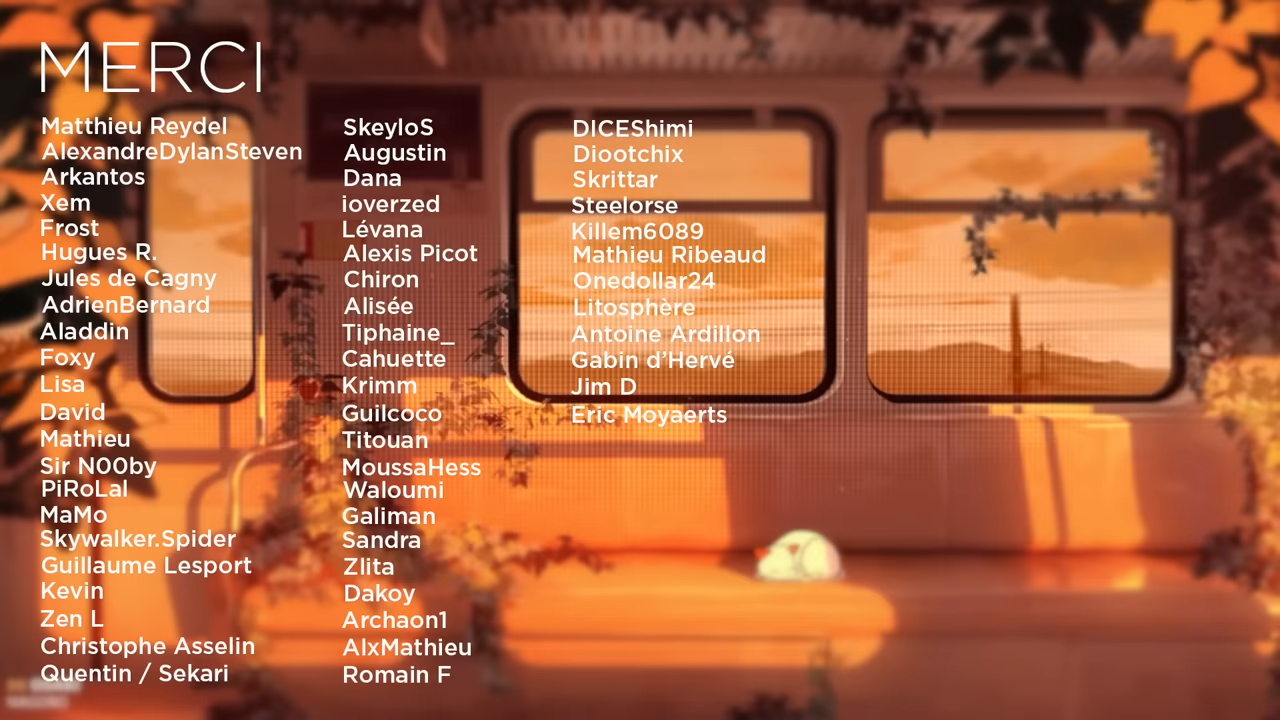 MERCI
Matthieu Reydel
AlexandreDylanSteven
Arkantos
Xem
Frost
Hugues R.
Jules de Cagny
AdrienBernard
Aladdin
Foxy
Lisa
David
Mathieu
Sir N00by
PiRoLal
MaMo
Skywalker.Spider
Guillaume Lesport
Kevin
Zen L
Christophe Asselin
Quentin / Sekari
SkeyloS
Augustin
Dana
ioverzed
Lévana
Alexis Picot
Chiron
Alisée
Tiphaine_
Cahuette
Krimm
Guilcoco
Titouan
MoussaHess
Waloumi
Galiman
Sandra
Zlita
Dakoy
Archaon1
AlxMathieu
Romain F
DICEShimi
Diootchix
Skrittar
Steelorse
Killem6089
Mathieu Ribeaud
Onedollar24
Litosphère
Antoine Ardillon
Gabin d’Hervé
Jim D
Eric Moyaerts